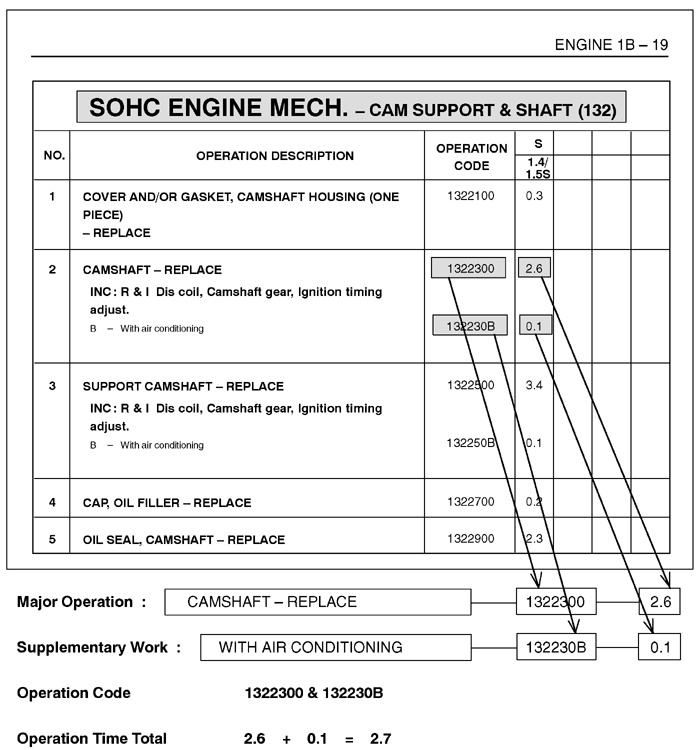 ENGINE 1B – 19
SOHC ENGINE MECH. – CAM SUPPORT & SHAFT (132)
NO.
OPERATION DESCRIPTION
OPERATION
CODE
S
1.4/
1.5S
1 COVER AND/OR GASKET, CAMSHAFT HOUSING (ONE 1322100 0.3
PIECE)
– REPLACE
2 CAMSHAFT – REPLACE 1322300 2.6
INC : R & I Dis coil, Camshaft gear, Ignition timing
adjust.
B – With air conditioning 132230B 0.1
3 SUPPORT CAMSHAFT – REPLACE 1322500 3.4
INC : R & I Dis coil, Camshaft gear, Ignition timing
adjust.
B – With air conditioning 132250B 0.1
4 CAP, OIL FILLER – REPLACE 1322700 0.2
5 OIL SEAL, CAMSHAFT – REPLACE 1322900 2.3
Major Operation : CAMSHAFT – REPLACE 1322300 2.6
Supplementary Work : WITH AIR CONDITIONING 132230B 0.1
Operation Code 1322300 & 132230B
Operation Time Total 2.6 + 0.1 = 2.7